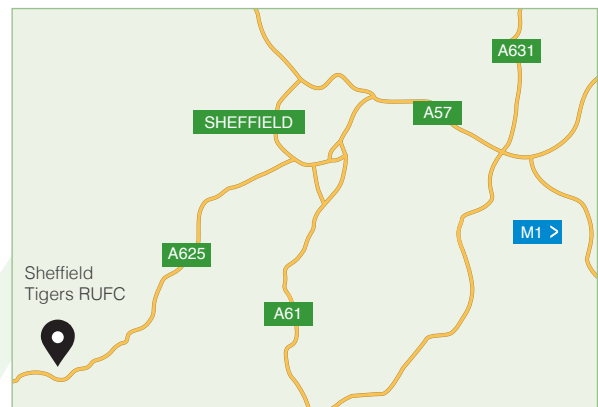 A631
A57
SHEFFIELD
M1 >
A625
Sheffield
Tigers RUFC
A61